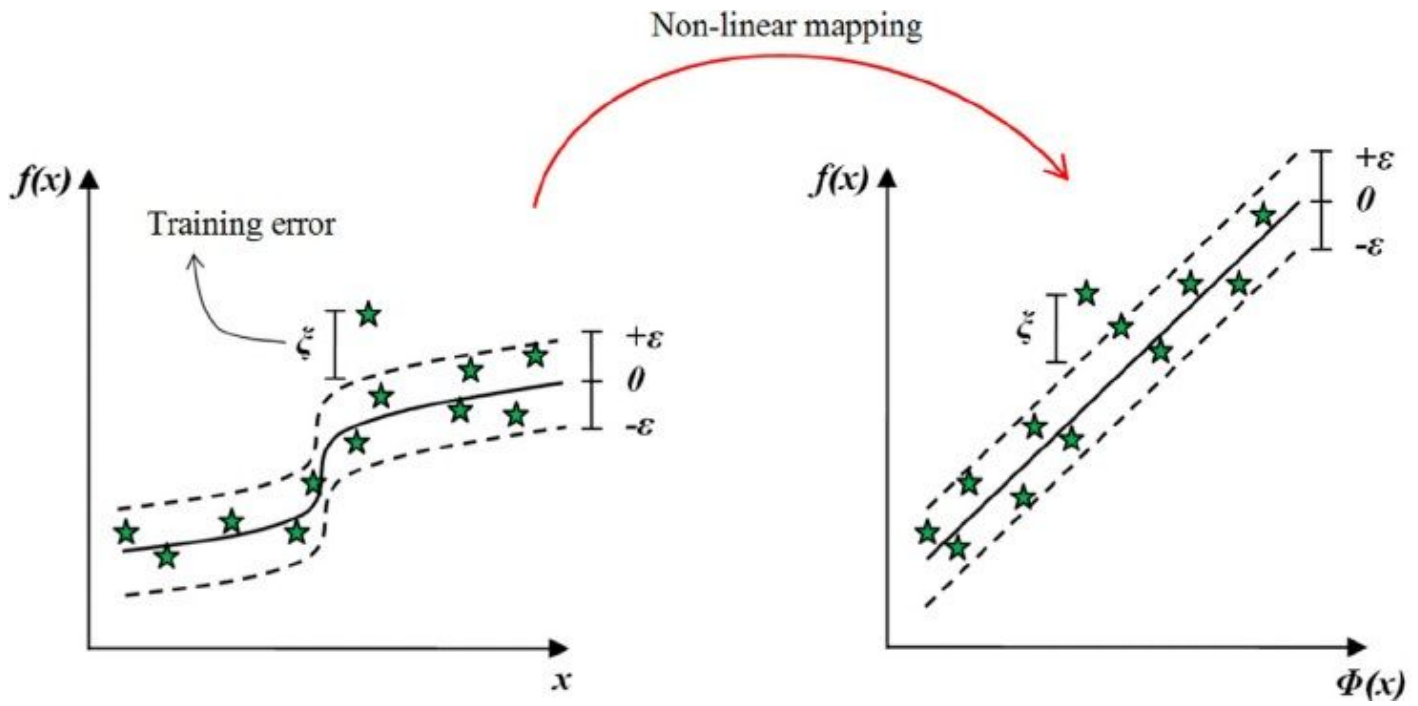 Non-linear mapping
f(x)
Training error
ξ
+ε
0
-ε
x
f(x)
+ε
0
-ε
ξ
Φ(x)